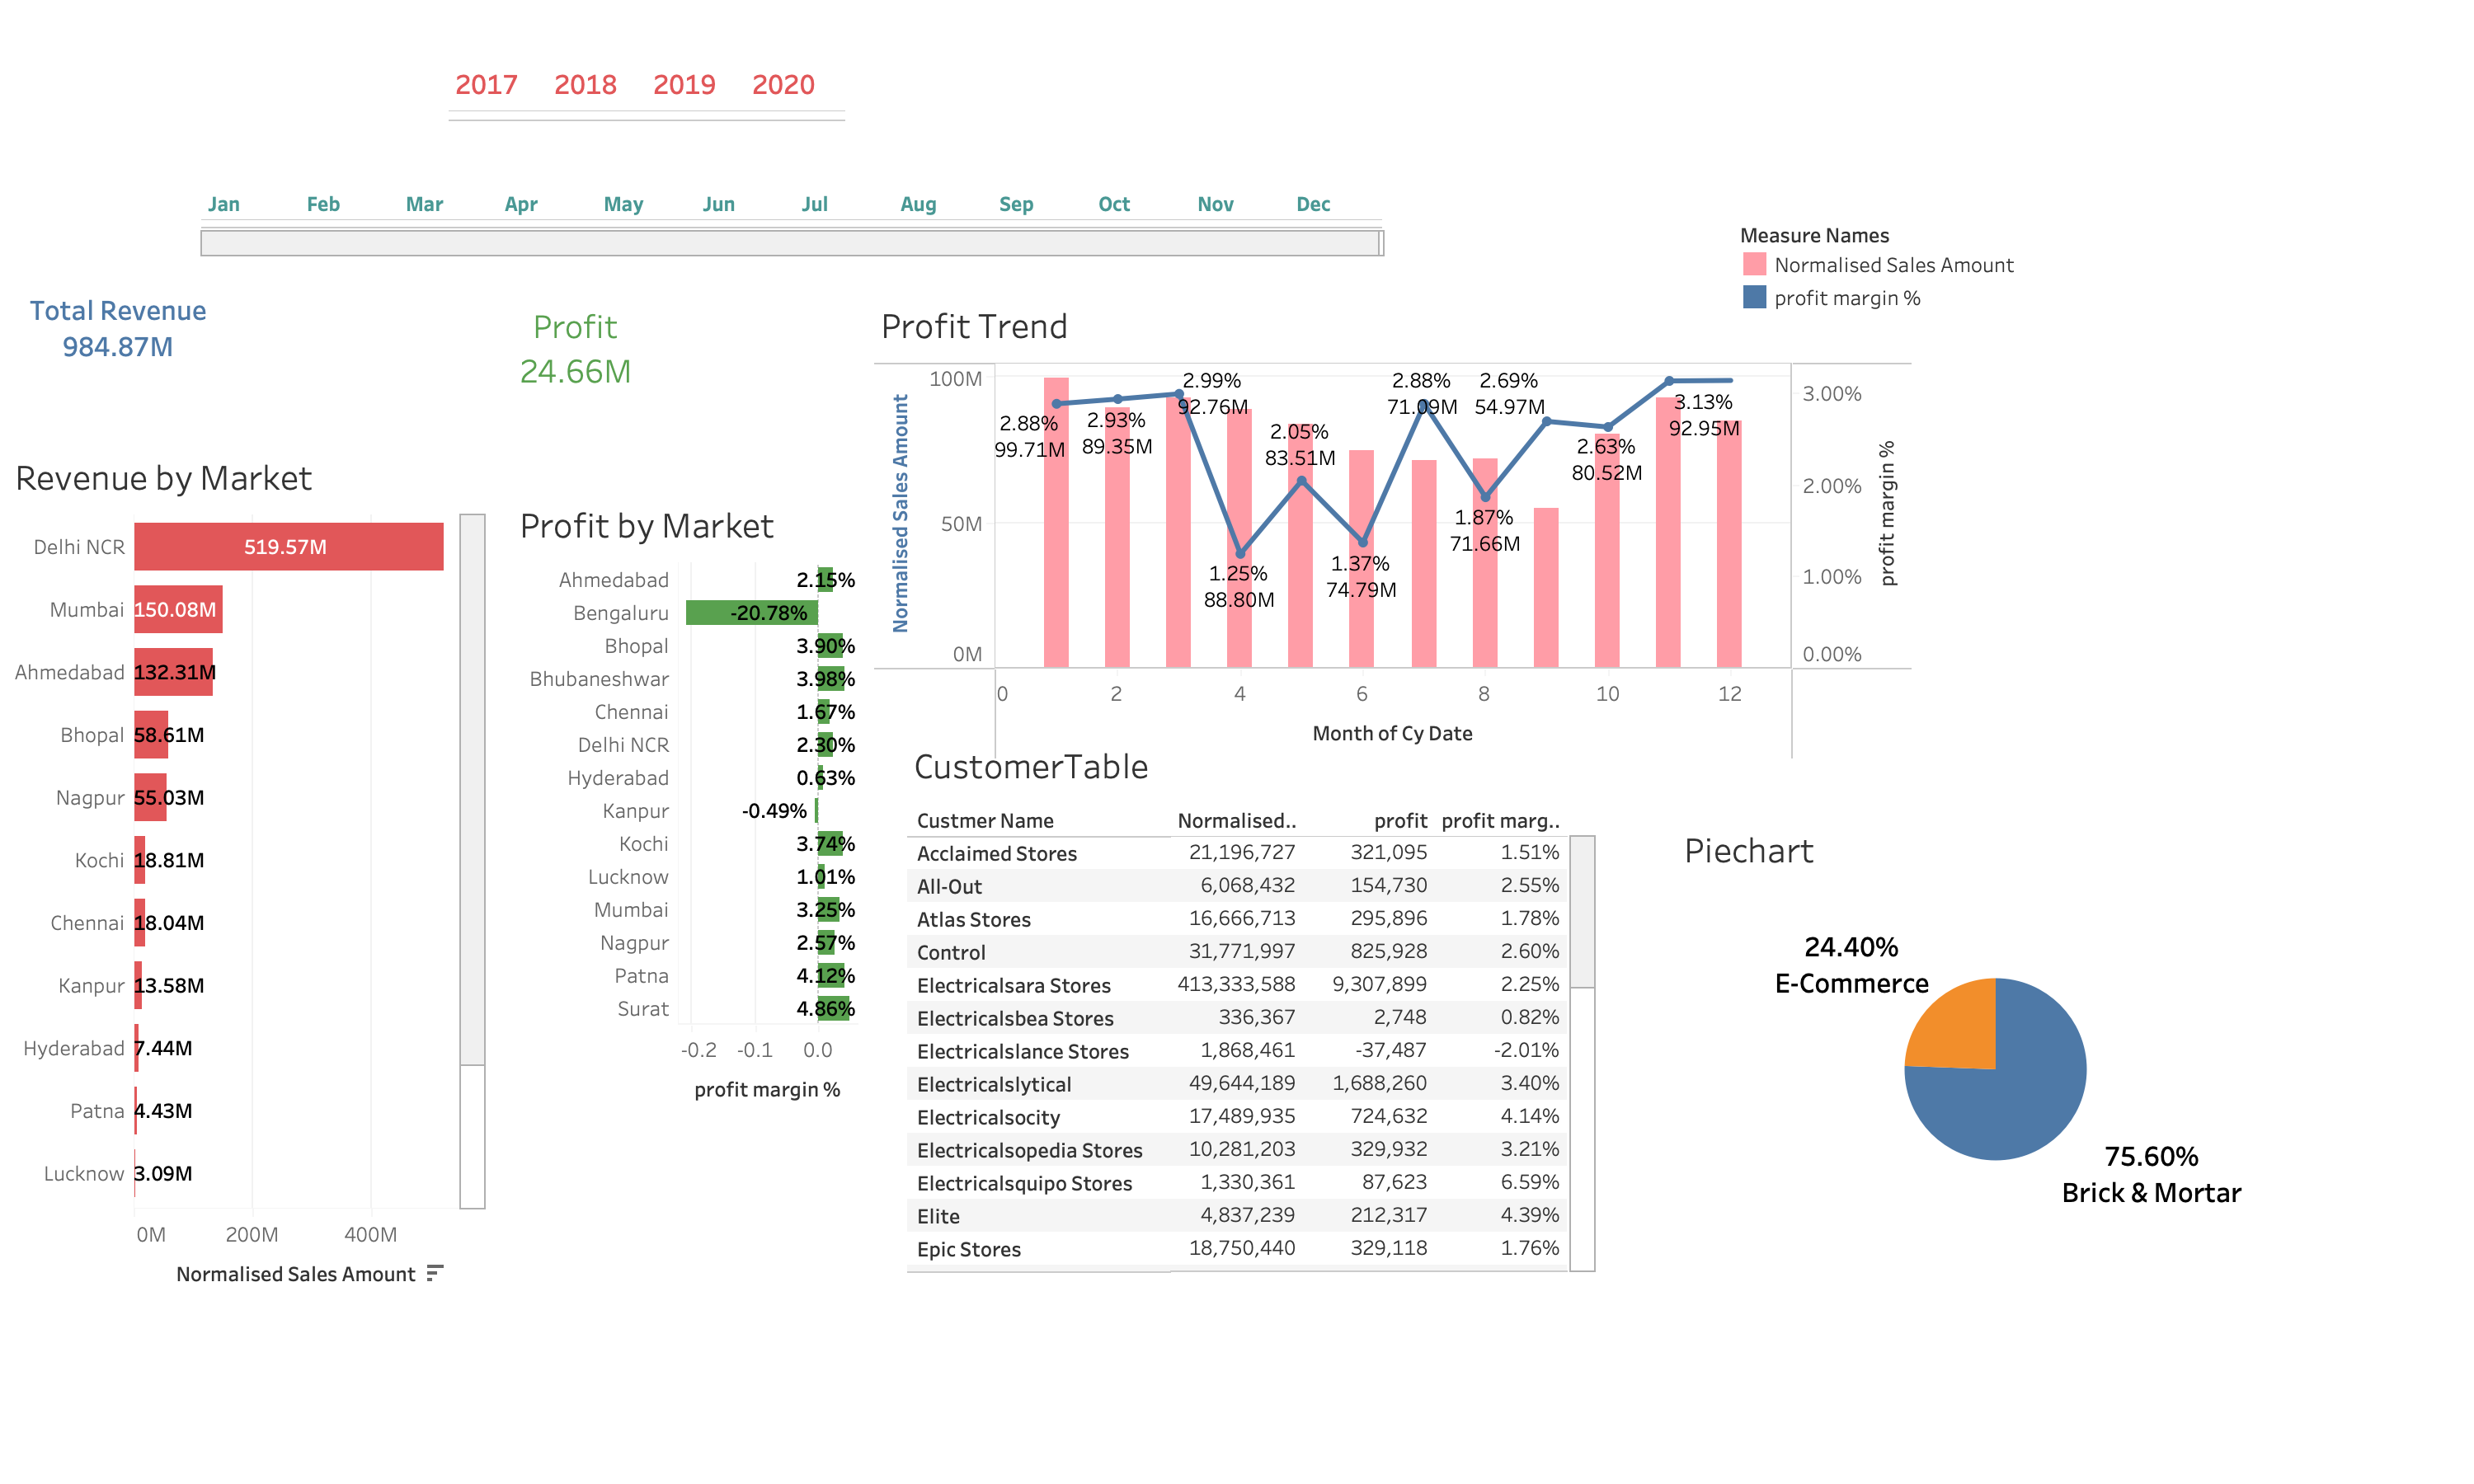 2017 2018 2019 2020
Jan Feb Mar Apr May Jun Jul Aug Sep Oct Nov Dec
Measure Names
Normalised Sales Amount
profit margin %
Total Revenue
984.87M
Profit
24.66M
Profit Trend
Normalised Sales Amount
100M
50M
0M
2.88%
99.71M
2.93%
89.35M
2.99%
92.76M
1.25%
88.80M
2.05%
83.51M
1.37%
74.79M
2.88%
71.09M
1.87%
71.66M
2.69%
54.97M
2.63%
80.52M
3.13%
92.95M
3.00%
2.00%
1.00%
0.00%
profit margin %
0 2 4 6 8 10 12
Month of Cy Date
Revenue by Market
Delhi NCR 519.57M
Mumbai 150.08M
Ahmedabad 132.31M
Bhopal 58.61M
Nagpur 55.03M
Kochi 18.81M
Chennai 18.04M
Kanpur 13.58M
Hyderabad 7.44M
Patna 4.43M
Lucknow 3.09M
0M 200M 400M
Normalised Sales Amount
Profit by Market
Ahmedabad 2.15%
Bengaluru -20.78%
Bhopal 3.90%
Bhubaneshwar 3.98%
Chennai 1.67%
Delhi NCR 2.30%
Hyderabad 0.63%
Kanpur -0.49%
Kochi 3.74%
Lucknow 1.01%
Mumbai 3.25%
Nagpur 2.57%
Patna 4.12%
Surat 4.86%
-0.2 -0.1 0.0
profit margin %
CustomerTable
Custmer Name Normalised.. profit profit marg..
Acclaimed Stores 21,196,727 321,095 1.51%
All-Out 6,068,432 154,730 2.55%
Atlas Stores 16,666,713 295,896 1.78%
Control 31,771,997 825,928 2.60%
Electricalsara Stores 413,333,588 9,307,899 2.25%
Electricalsbea Stores 336,367 2,748 0.82%
Electricalslance Stores 1,868,461 -37,487 -2.01%
Electricalslytical 49,644,189 1,688,260 3.40%
Electricalsocity 17,489,935 724,632 4.14%
Electricalsopedia Stores 10,281,203 329,932 3.21%
Electricalsquipo Stores 1,330,361 87,623 6.59%
Elite 4,837,239 212,317 4.39%
Epic Stores 18,750,440 329,118 1.76%
Piechart
24.40%
E-Commerce
75.60%
Brick & Mortar